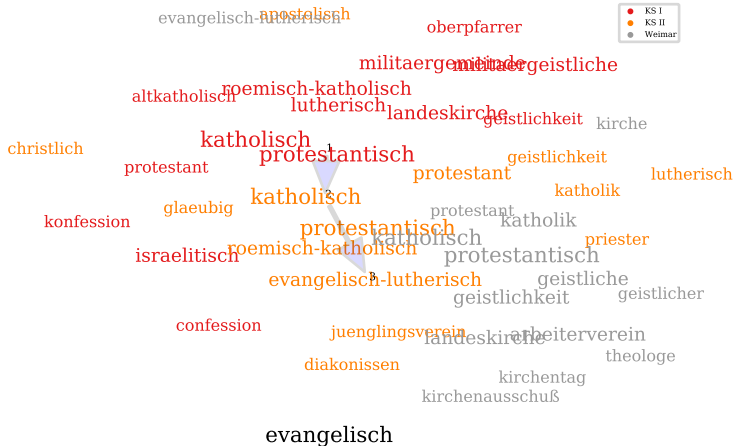 apostolisch
evangelisch-lutherisch
KS I
KS II
Weimar
oberpfarrer
militaergemeinde
militaergeistliche
roemisch-katholisch
altkatholisch
lutherisch
landeskirche
geistlichkeit
kirche
katholisch
1
protestantisch
christlich
geistlichkeit
protestant
protestant
lutherisch
katholik
2
katholisch
glaeubig
protestant
katholik
konfession
protestantisch
katholisch
priester
roemisch-katholisch
israelitisch
protestantisch
3
evangelisch-lutherisch
geistliche
geistlichkeit
geistlicher
confession
juenglingsverein
landeskirche
arbeiterverein
theologe
diakonissen
kirchentag
kirchenausschuß
evangelisch